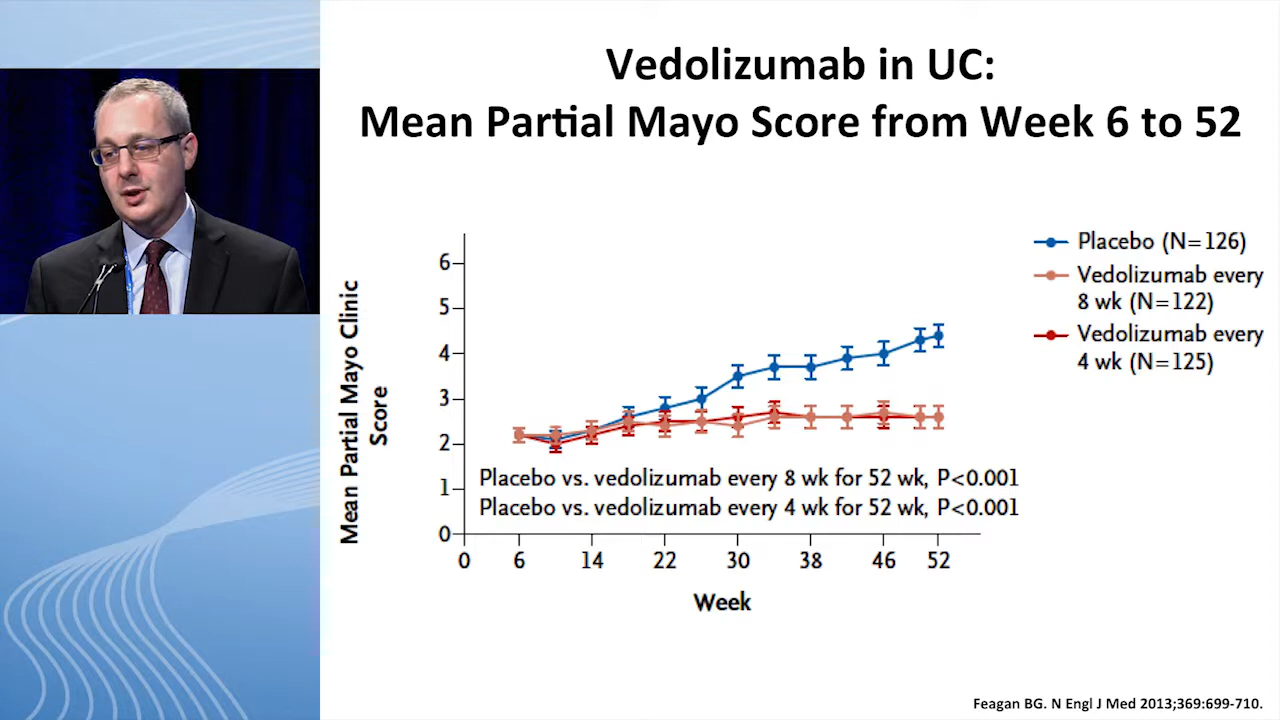 Vedolizumab in UC:
Mean Partial Mayo Score from Week 6 to 52
Placebo (N=126)
Vedolizumab every
8 wk (N=122)
Vedolizumab every
4 wk (N=125)
Mean Partial Mayo Clinic
Score
6
5
4
3
2
1
0
Placebo vs. vedolizumab every 8 wk for 52 wk, P<0.001
Placebo vs. vedolizumab every 4 wk for 52 wk, P<0.001
0 6 14 22 30 38 46 52
Week
Feagan BG. N Engl J Med 2013;369:699-710.